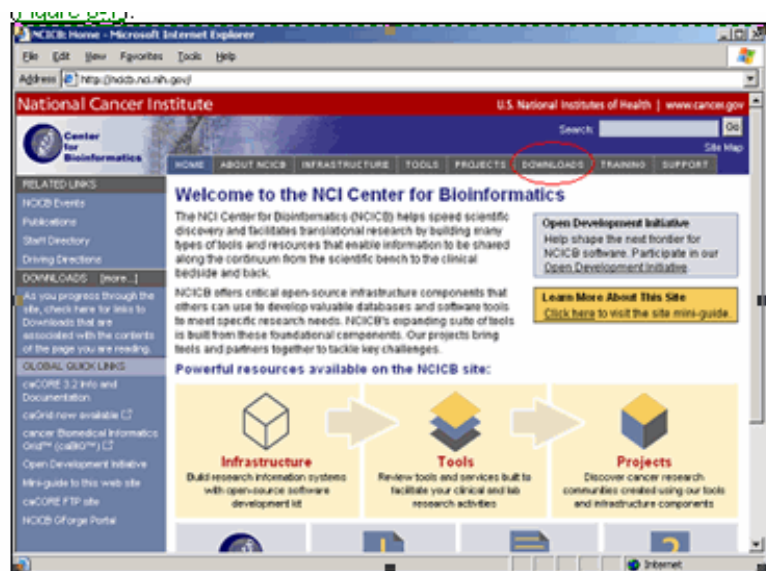 NCICB: Home - Microsoft Internet Explorer
File Edit View Favorites Tools Help
Address http://ncicb.nci.nih.gov/
National Cancer Institute
U.S. National Institutes of Health | www.cancer.gov
Center
for
Bioinformatics
Search:
Go
Site Map
HOME ABOUT NCICB INFRASTRUCTURE TOOLS PROJECTS DOWNLOADS TRAINING SUPPORT
RELATED LINKS
NCICB Events
Publications
Staff Directory
Driving Directions
DOWNLOADS [more...]
As you progress through the
site, check here for links to
Downloads that are
associated with the contents
of the page you are reading.
GLOBAL QUICK LINKS
caCORE 3.2 Info and
Documentation
caGrid now available
cancer Biomedical Informatics
Grid™ (caBIG™)
Open Development Initiative
Mini-guide to this web site
caCORE FTP site
NCICB GForge Portal
Welcome to the NCI Center for Bioinformatics
The NCI Center for Bioinformatics (NCICB) helps speed scientific
discovery and facilitates translational research by building many
types of tools and resources that enable information to be shared
along the continuum from the scientific bench to the clinical
bedside and back.
NCICB offers critical open-source infrastructure components that
others can use to develop valuable databases and software tools
to meet specific research needs. NCICB's expanding suite of tools
is built from these foundational components. Our projects bring
tools and partners together to tackle key challenges.
Open Development Initiative
Help shape the next frontier for
NCICB software. Participate in our
Open Development Initiative.
Learn More About This Site
Click here to visit the site mini-guide.
Powerful resources available on the NCICB site:
Infrastructure
Build research information systems
with open-source software
development kit
Tools
Review tools and services built to
facilitate your clinical and lab
research activities
Projects
Discover cancer research
communities created using our tools
and infrastructure components
Internet